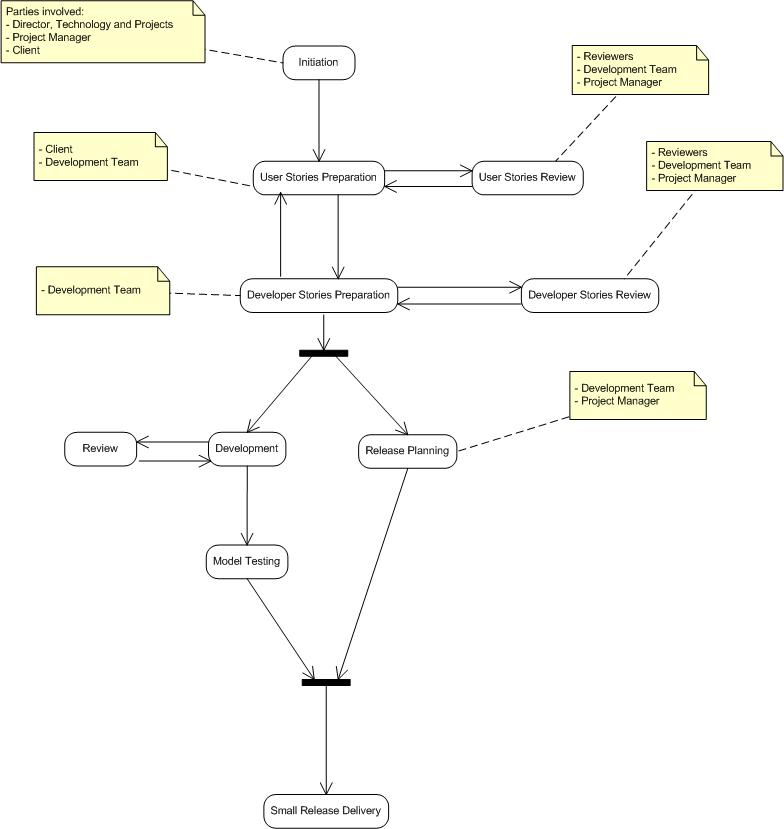 Parties involved:
- Director, Technology and Projects
- Project Manager
- Client
Initiation
- Reviewers
- Development Team
- Project Manager
- Client
- Development Team
User Stories Preparation
User Stories Review
- Reviewers
- Development Team
- Project Manager
- Development Team
Developer Stories Preparation
Developer Stories Review
- Development Team
- Project Manager
Review
Development
Release Planning
Model Testing
Small Release Delivery